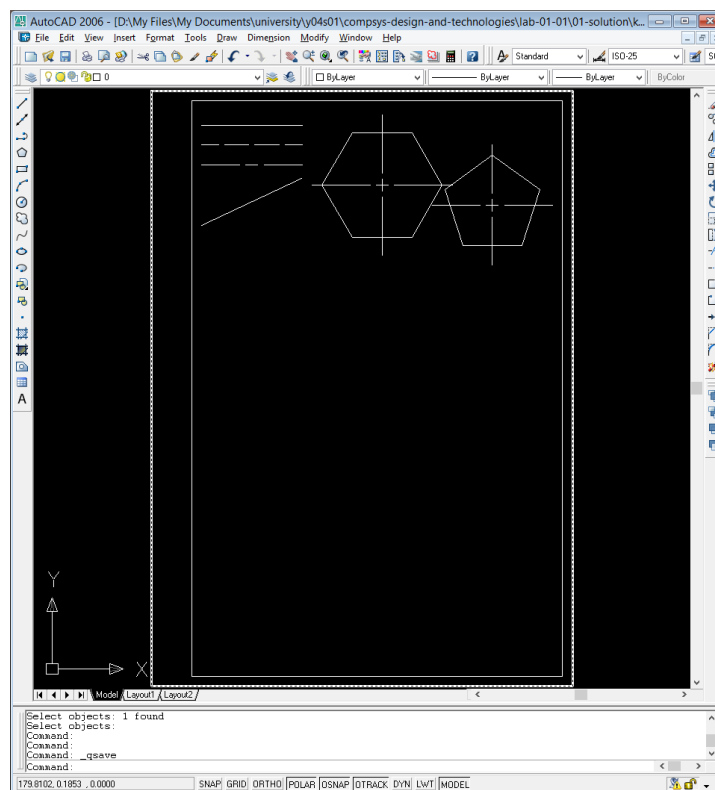 AutoCAD 2006 - [D:\My Files\My Documents\university\y04s01\compsys-design-and-technologies\lab-01-01\01-solution\k...
File Edit View Insert Format Tools Draw Dimension Modify Window Help
Standard ISO-25
0 ByLayer ByLayer ByLayer ByColor
A
Y
X
Model Layout1 Layout2
Select objects: 1 found
Select objects:
Command:
Command:
Command: _qsave
Command:
179.8102, 0.1853 , 0.0000 SNAP GRID ORTHO POLAR OSNAP OTRACK DYN LWT MODEL